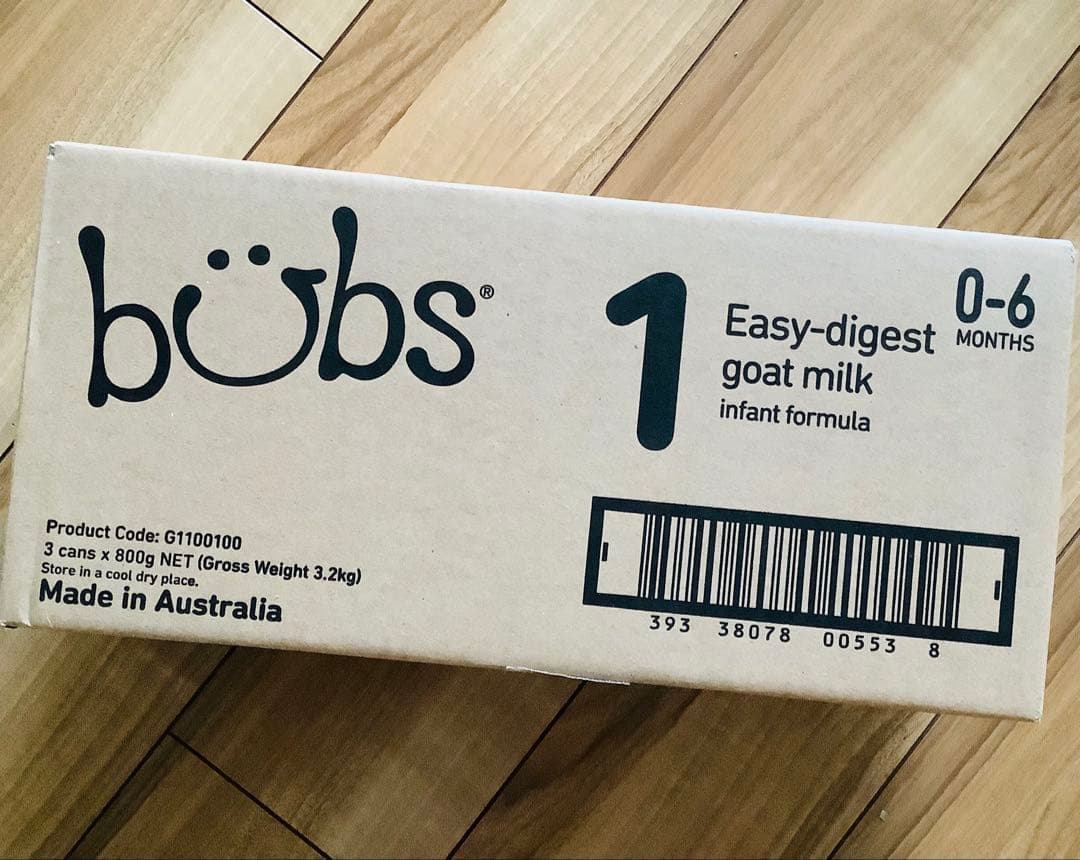 bubs®
1
Easy-digest
goat milk
infant formula
0-6
MONTHS
Product Code: G1100100
3 cans x 800g NET (Gross Weight 3.2kg)
Store in a cool dry place.
Made in Australia
393 38078 00553 8